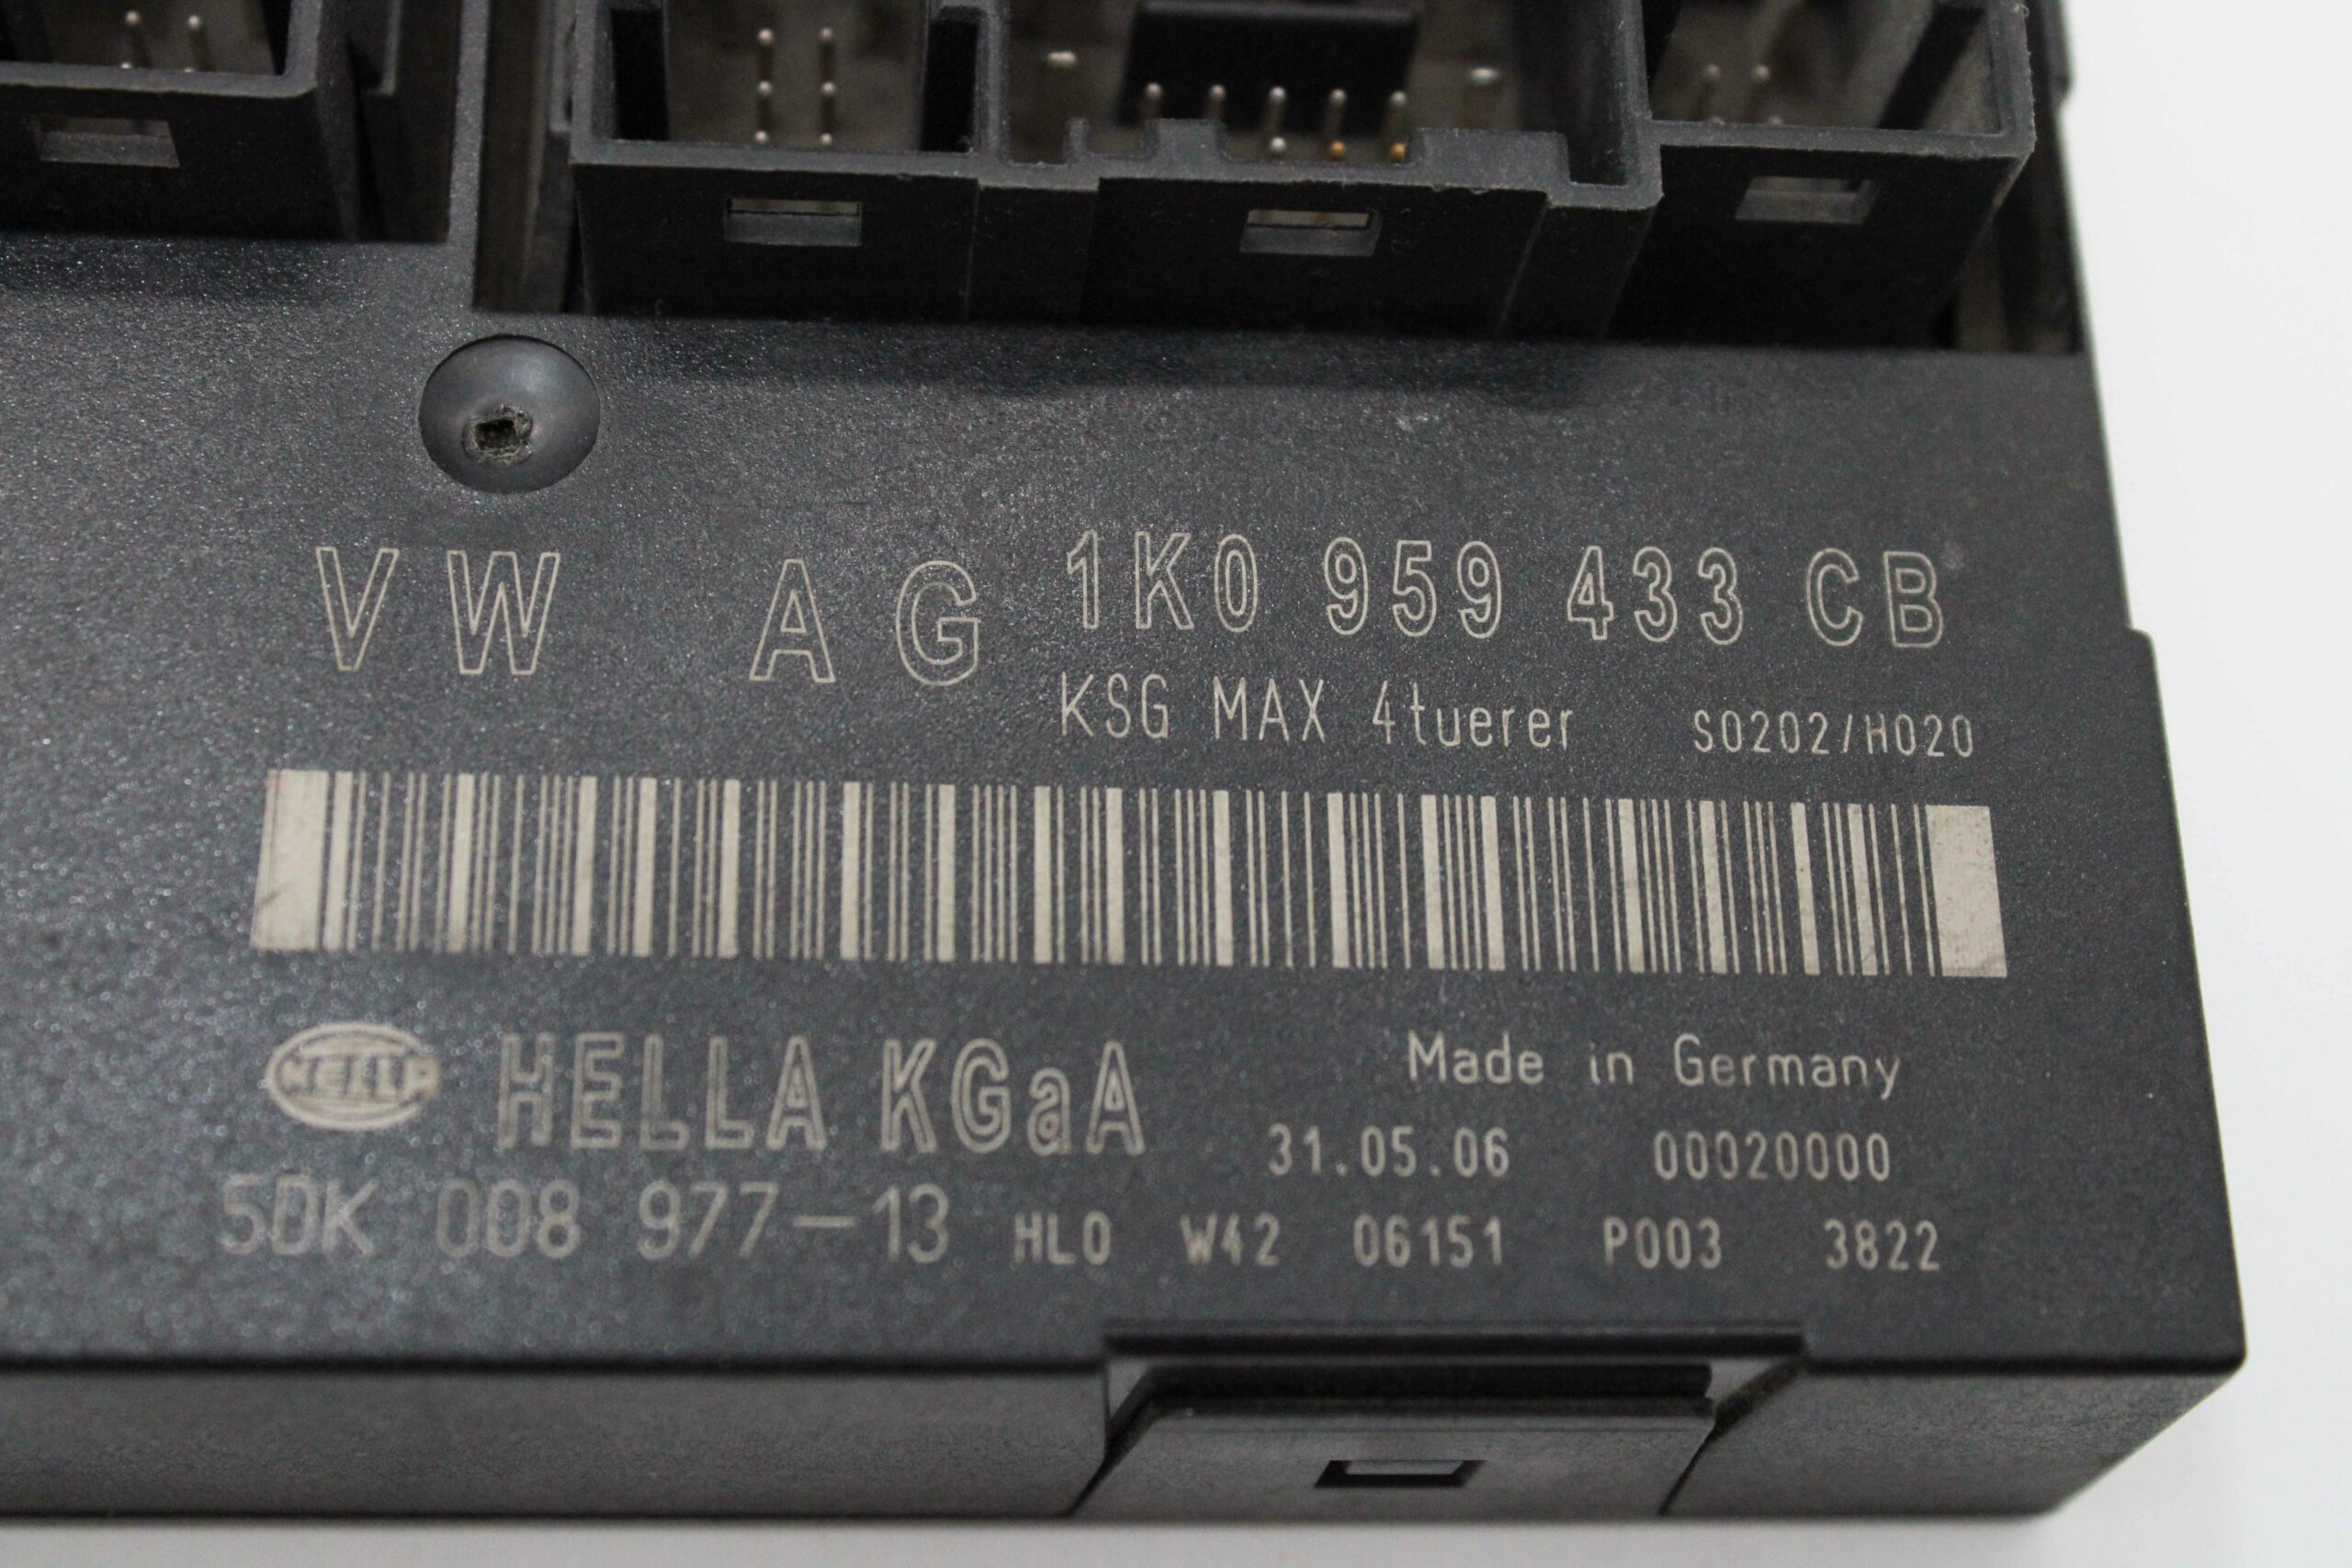 VW AG 1K0 959 433 CB
KSG MAX 4tuerer S0202/H020
HELLA HELLA KGaA Made in Germany
31.05.06 00020000
5DK 008 977-13 HLO W42 06151 P003 3822